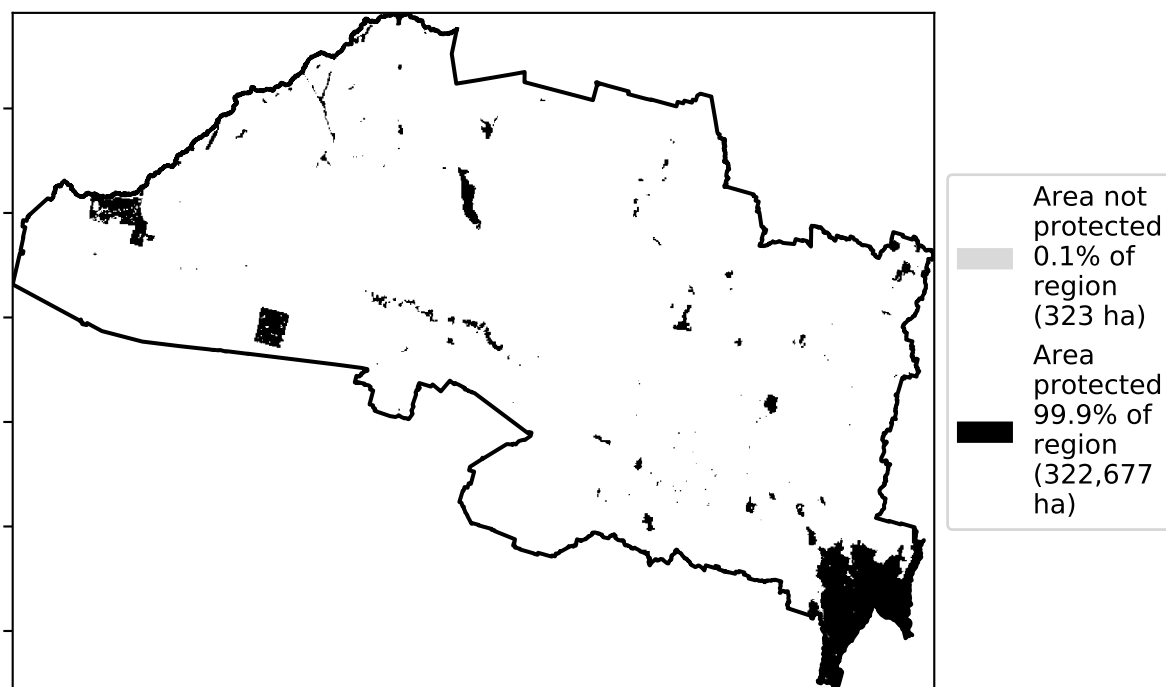 Area not
protected
0.1% of
region
(323 ha)
Area
protected
99.9% of
region
(322,677
ha)